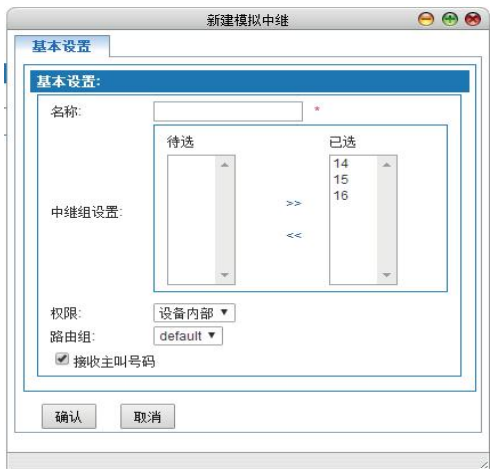 新建模拟中继
基本设置
基本设置:
名称:
*
待选
已选
14
15
16
中继组设置:
>>
<<
权限:
设备内部
路由组:
default
接收主叫号码
确认
取消